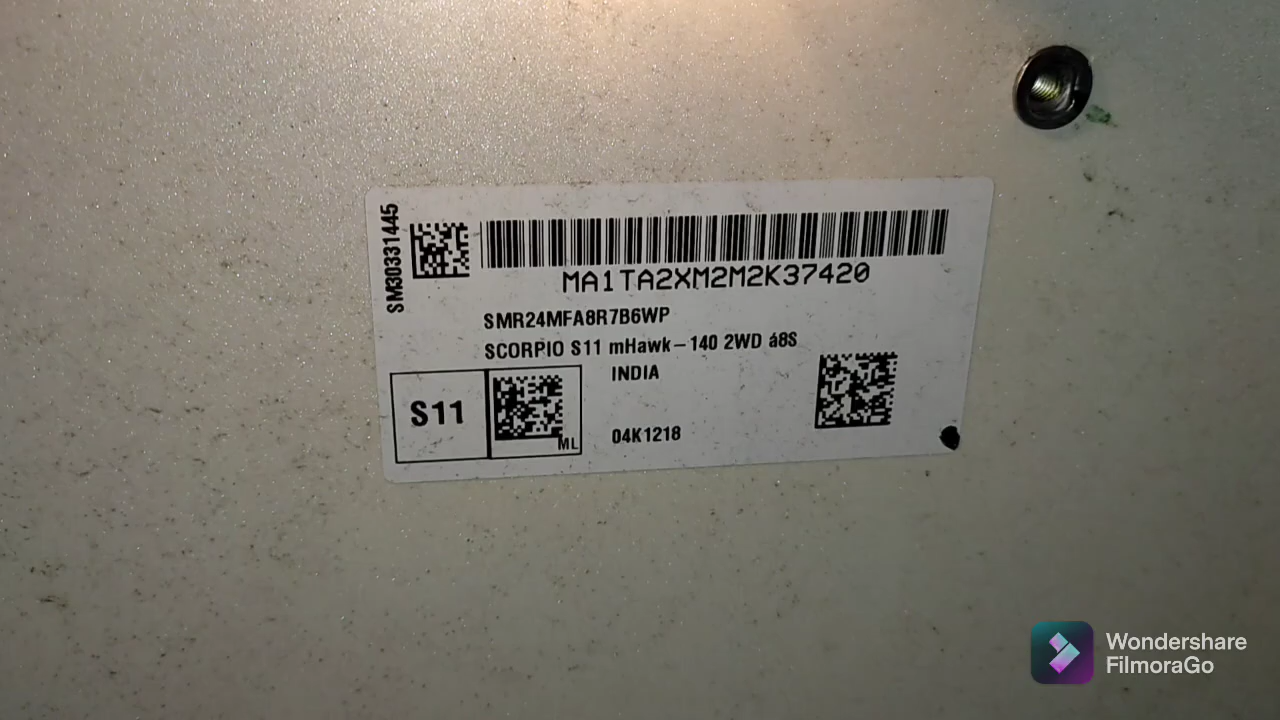 SM30331445
MA1TA2XM2M2K37420
SMR24MFA8R7B6WP
SCORPIO S11 mHawk-140 2WD á8S
INDIA
S11
ML
04K1218
Wondershare
FilmoraGo